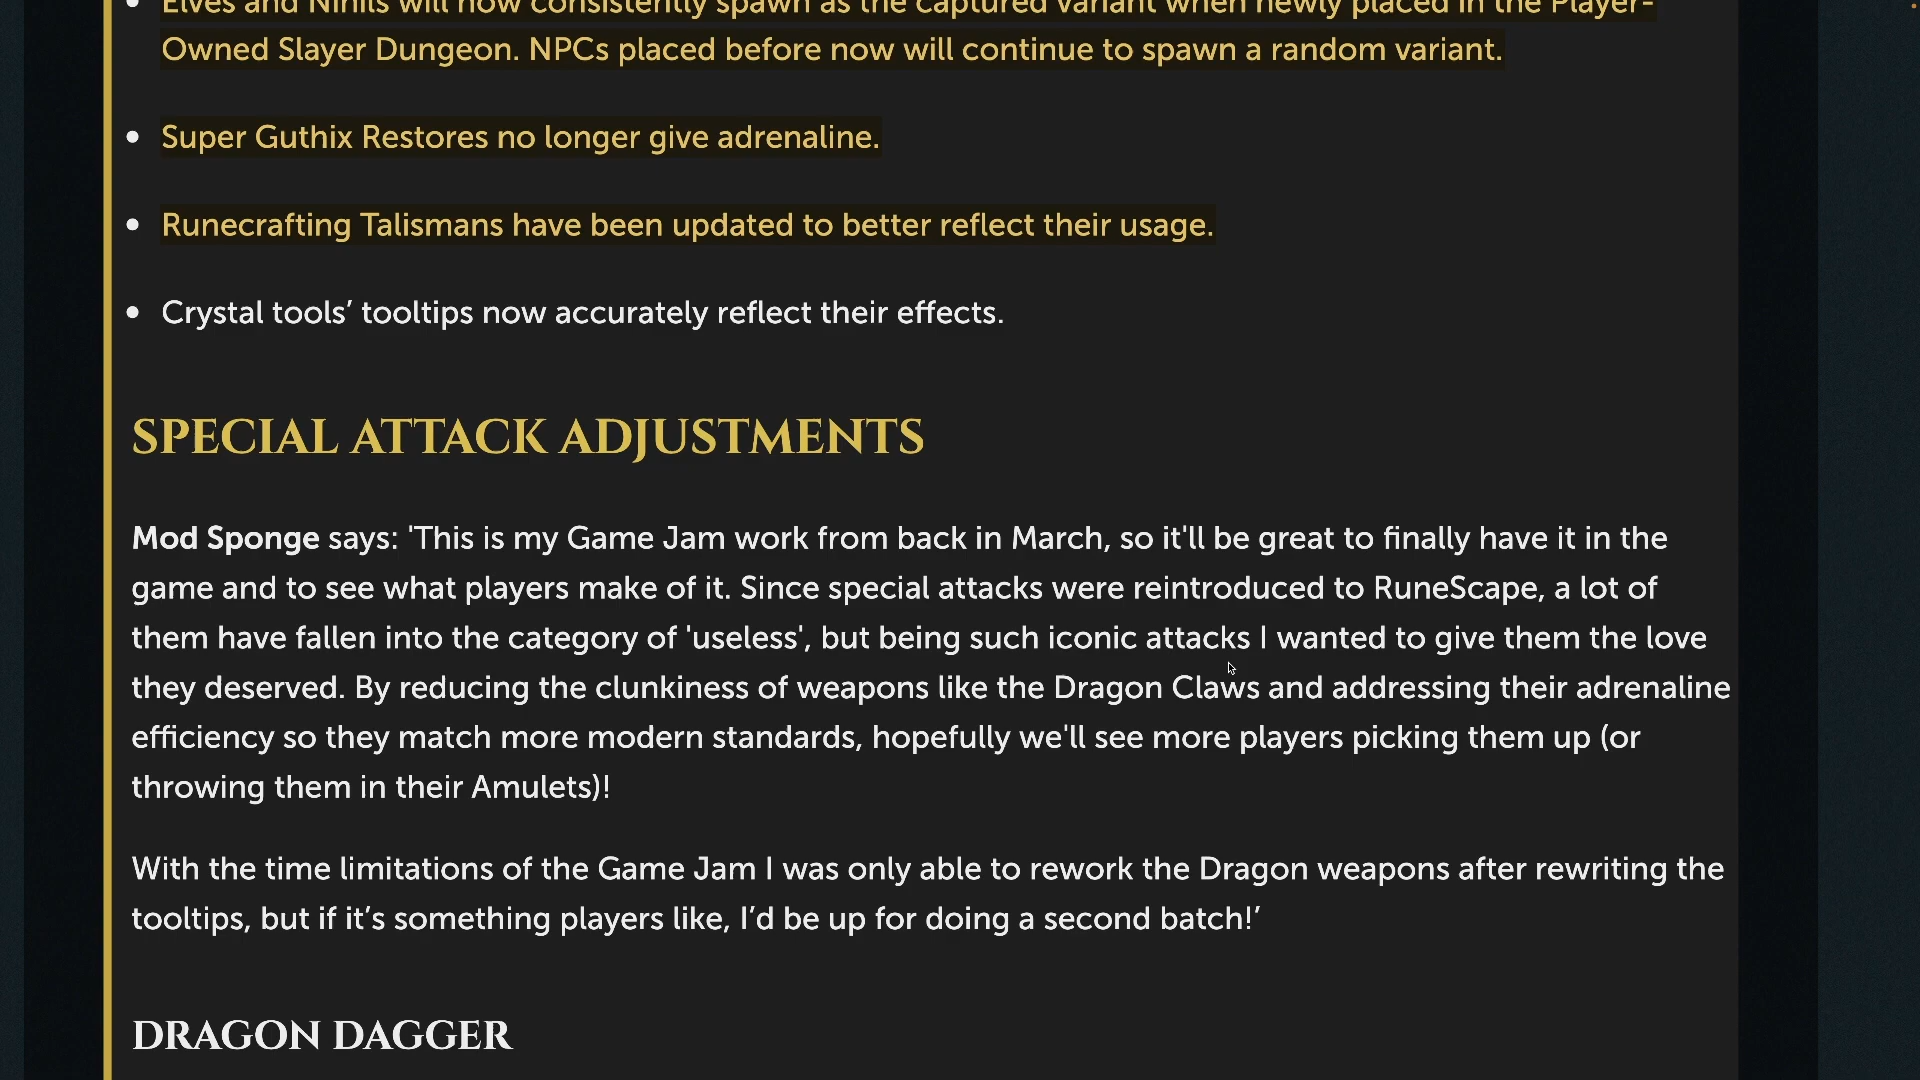 Elves and Nihils will now consistently spawn as the captured variant when newly placed in the Player-
Owned Slayer Dungeon. NPCs placed before now will continue to spawn a random variant.
Super Guthix Restores no longer give adrenaline.
Runecrafting Talismans have been updated to better reflect their usage.
Crystal tools’ tooltips now accurately reflect their effects.
SPECIAL ATTACK ADJUSTMENTS
Mod Sponge says: 'This is my Game Jam work from back in March, so it'll be great to finally have it in the
game and to see what players make of it. Since special attacks were reintroduced to RuneScape, a lot of
them have fallen into the category of 'useless', but being such iconic attacks I wanted to give them the love
they deserved. By reducing the clunkiness of weapons like the Dragon Claws and addressing their adrenaline
efficiency so they match more modern standards, hopefully we'll see more players picking them up (or
throwing them in their Amulets)!
With the time limitations of the Game Jam I was only able to rework the Dragon weapons after rewriting the
tooltips, but if it’s something players like, I’d be up for doing a second batch!’
DRAGON DAGGER